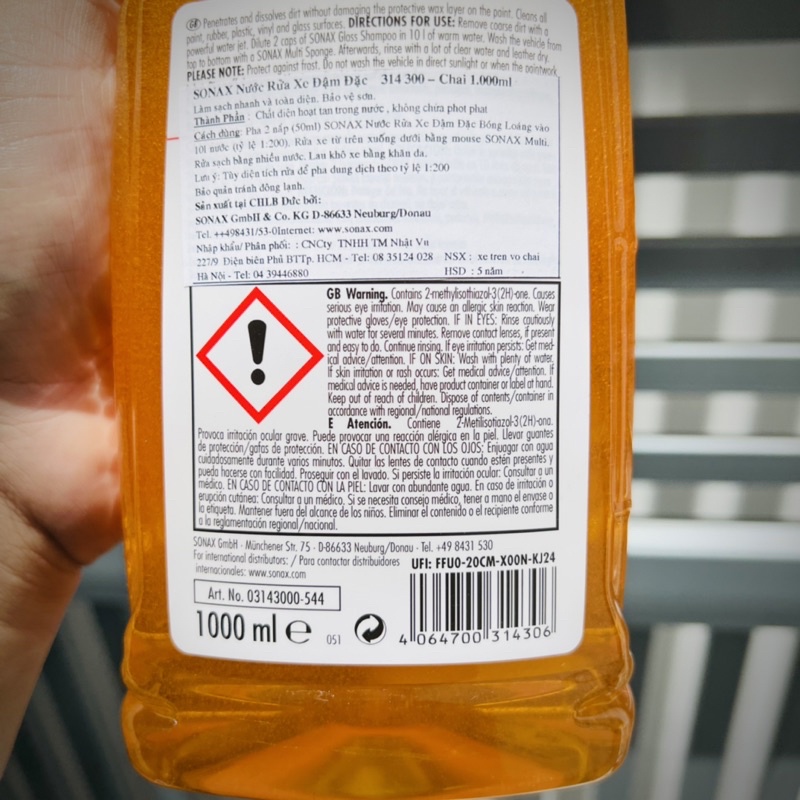 GB Penetrates and dissolves dirt without damaging the protective wax layer on the paint. Cleans all
paint, rubber, plastic, vinyl and glass surfaces. DIRECTIONS FOR USE: Remove coarse dirt with a
powerful water jet. Dilute 2 caps of SONAX Gloss Shampoo in 10 l of warm water. Wash the vehicle from
top to bottom with a SONAX Multi Sponge. Afterwards, rinse with a lot of clear water and leather dry.
PLEASE NOTE: Protect against frost. Do not wash the vehicle in direct sunlight or when the paintwork
SONAX Nước Rửa Xe Đậm Đặc 314 300 – Chai 1.000ml
Làm sạch nhanh và toàn diện. Bảo vệ sơn.
Thành Phần : Chất diện hoạt tan trong nước , không chứa phot phat
Cách dùng: Pha 2 nắp (50ml) SONAX Nước Rửa Xe Đậm Đặc Bóng Loáng vào
10l nước (tỷ lệ 1:200). Rửa xe từ trên xuống dưới bằng mouse SONAX Multi.
Rửa sạch bằng nhiều nước. Lau khô xe bằng khăn da.
Lưu ý: Tùy diện tích rửa để pha dung dịch theo tỷ lệ 1:200
Bảo quản tránh đông lạnh.
Sản xuất tại CHLB Đức bởi:
SONAX GmbH & Co. KG D-86633 Neuburg/Donau
Tel. ++498431/53-0Internet: www.sonax.com
Nhập khẩu/ Phân phối: : CNCty TNHH TM Nhật Vn
227/9 Điện biên Phủ BTTp. HCM - Tel: 08 35124 028 NSX : xe tren vo chai
Hà Nội - Tel: 04 39446880 HSD : 5 năm
GB Warning. Contains 2-methylisothiazol-3(2H)-one. Causes
serious eye irritation. May cause an allergic skin reaction. Wear
protective gloves/eye protection. IF IN EYES: Rinse cautiously
with water for several minutes. Remove contact lenses, if present
and easy to do. Continue rinsing. If eye irritation persists: Get med-
ical advice/attention. IF ON SKIN: Wash with plenty of water.
If skin irritation or rash occurs: Get medical advice/attention. If
medical advice is needed, have product container or label at hand.
Keep out of reach of children. Dispose of contents/container in
accordance with regional/national regulations.
E Atención. Contiene 2-Metilisotiazol-3(2H)-ona.
Provoca irritación ocular grave. Puede provocar una reacción alérgica en la piel. Llevar guantes
de protección/gafas de protección. EN CASO DE CONTACTO CON LOS OJOS: Enjuagar con agua
cuidadosamente durante varios minutos. Quitar las lentes de contacto cuando estén presentes y
pueda hacerse con facilidad. Proseguir con el lavado. Si persiste la irritación ocular: Consultar a un
médico. EN CASO DE CONTACTO CON LA PIEL: Lavar con abundante agua. En caso de irritación o
erupción cutánea: Consultar a un médico. Si se necesita consejo médico, tener a mano el envase o
la etiqueta. Mantener fuera del alcance de los niños. Eliminar el contenido o el recipiente conforme
a la reglamentación regional/nacional.
SONAX GmbH · Münchener Str. 75 · D-86633 Neuburg/Donau · Tel. +49 8431 530
For international distributors: / Para contactar distribuidores
internacionales: www.sonax.com
UFI: FFU0-20CM-X00N-KJ24
Art. No. 03143000-544
1000 ml e 051
4 064700 314306